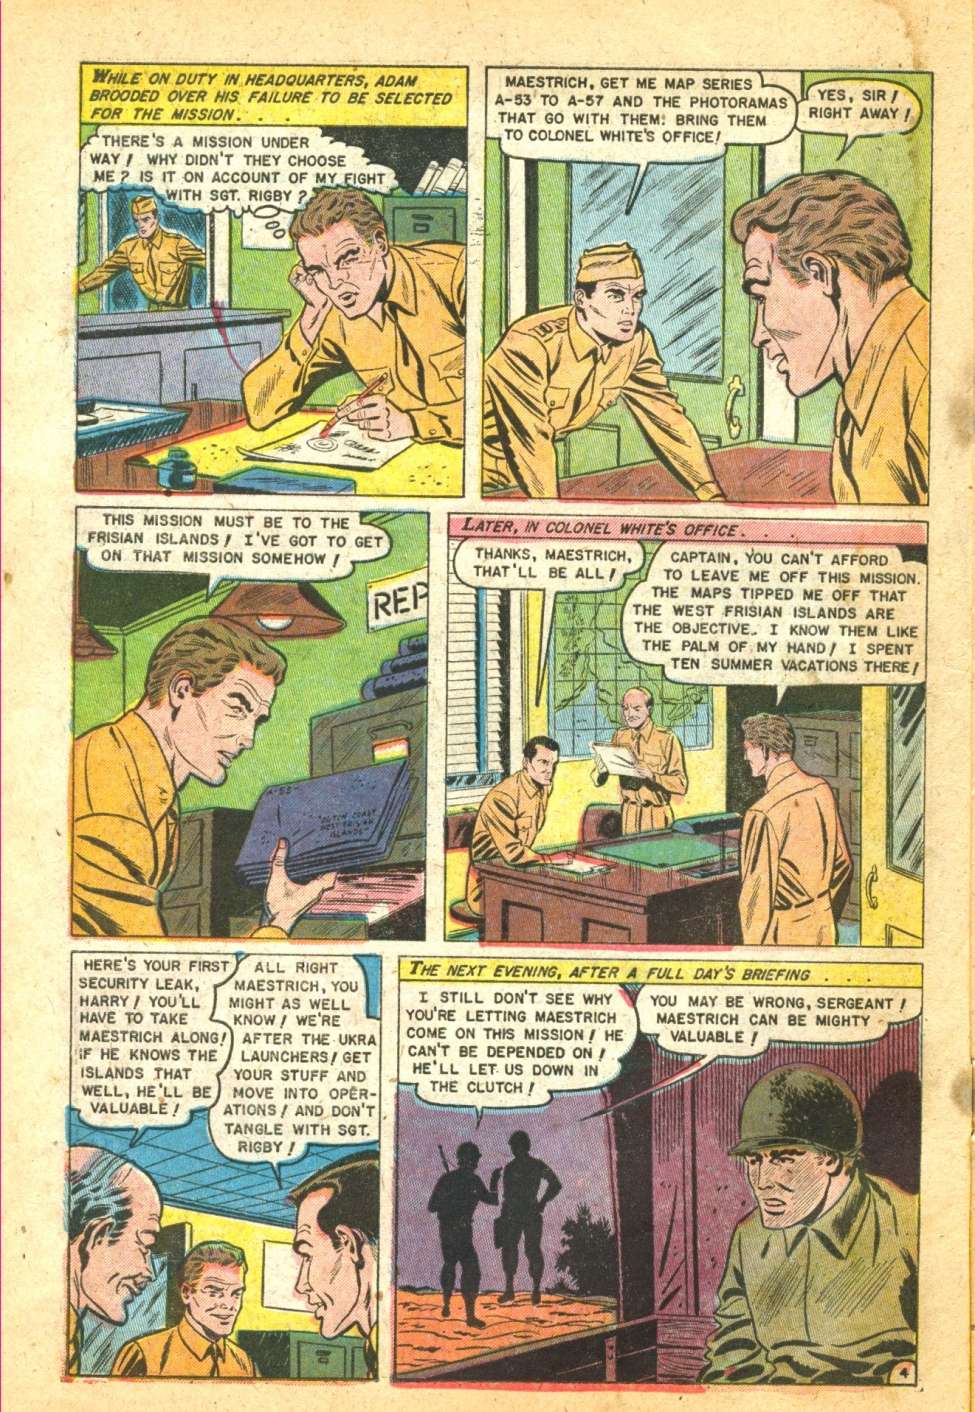 WHILE ON DUTY IN HEADQUARTERS, ADAM
BROODED OVER HIS FAILURE TO BE SELECTED
FOR THE MISSION. . . .
THERE'S A MISSION UNDER
WAY! WHY DIDN'T THEY CHOOSE
ME? IS IT ON ACCOUNT OF MY FIGHT
WITH SGT. RIGBY?
MAESTRICH, GET ME MAP SERIES
A-53 TO A-57 AND THE PHOTORAMAS
THAT GO WITH THEM! BRING THEM
TO COLONEL WHITE'S OFFICE!
YES, SIR!
RIGHT AWAY!
THIS MISSION MUST BE TO THE
FRISIAN ISLANDS! I'VE GOT TO GET
ON THAT MISSION SOMEHOW!
REP
A-53-
"DUTCH COAST
WEST FRISIAN
ISLANDS"
LATER, IN COLONEL WHITE'S OFFICE. . . .
THANKS, MAESTRICH,
THAT'LL BE ALL!
CAPTAIN, YOU CAN'T AFFORD
TO LEAVE ME OFF THIS MISSION.
THE MAPS TIPPED ME OFF THAT
THE WEST FRISIAN ISLANDS ARE
THE OBJECTIVE.. I KNOW THEM LIKE
THE PALM OF MY HAND! I SPENT
TEN SUMMER VACATIONS THERE!
HERE'S YOUR FIRST
SECURITY LEAK,
HARRY! YOU'LL
HAVE TO TAKE
MAESTRICH ALONG!
IF HE KNOWS THE
ISLANDS THAT
WELL, HE'LL BE
VALUABLE!
ALL RIGHT
MAESTRICH, YOU
MIGHT AS WELL
KNOW! WE'RE
AFTER THE UKRA
LAUNCHERS! GET
YOUR STUFF AND
MOVE INTO OPER-
ATIONS! AND DON'T
TANGLE WITH SGT.
RIGBY!
THE NEXT EVENING, AFTER A FULL DAY'S BRIEFING . . .
I STILL DON'T SEE WHY
YOU'RE LETTING MAESTRICH
COME ON THIS MISSION! HE
CAN'T BE DEPENDED ON!
HE'LL LET US DOWN IN
THE CLUTCH!
YOU MAY BE WRONG, SERGEANT!
MAESTRICH CAN BE MIGHTY
VALUABLE!
4